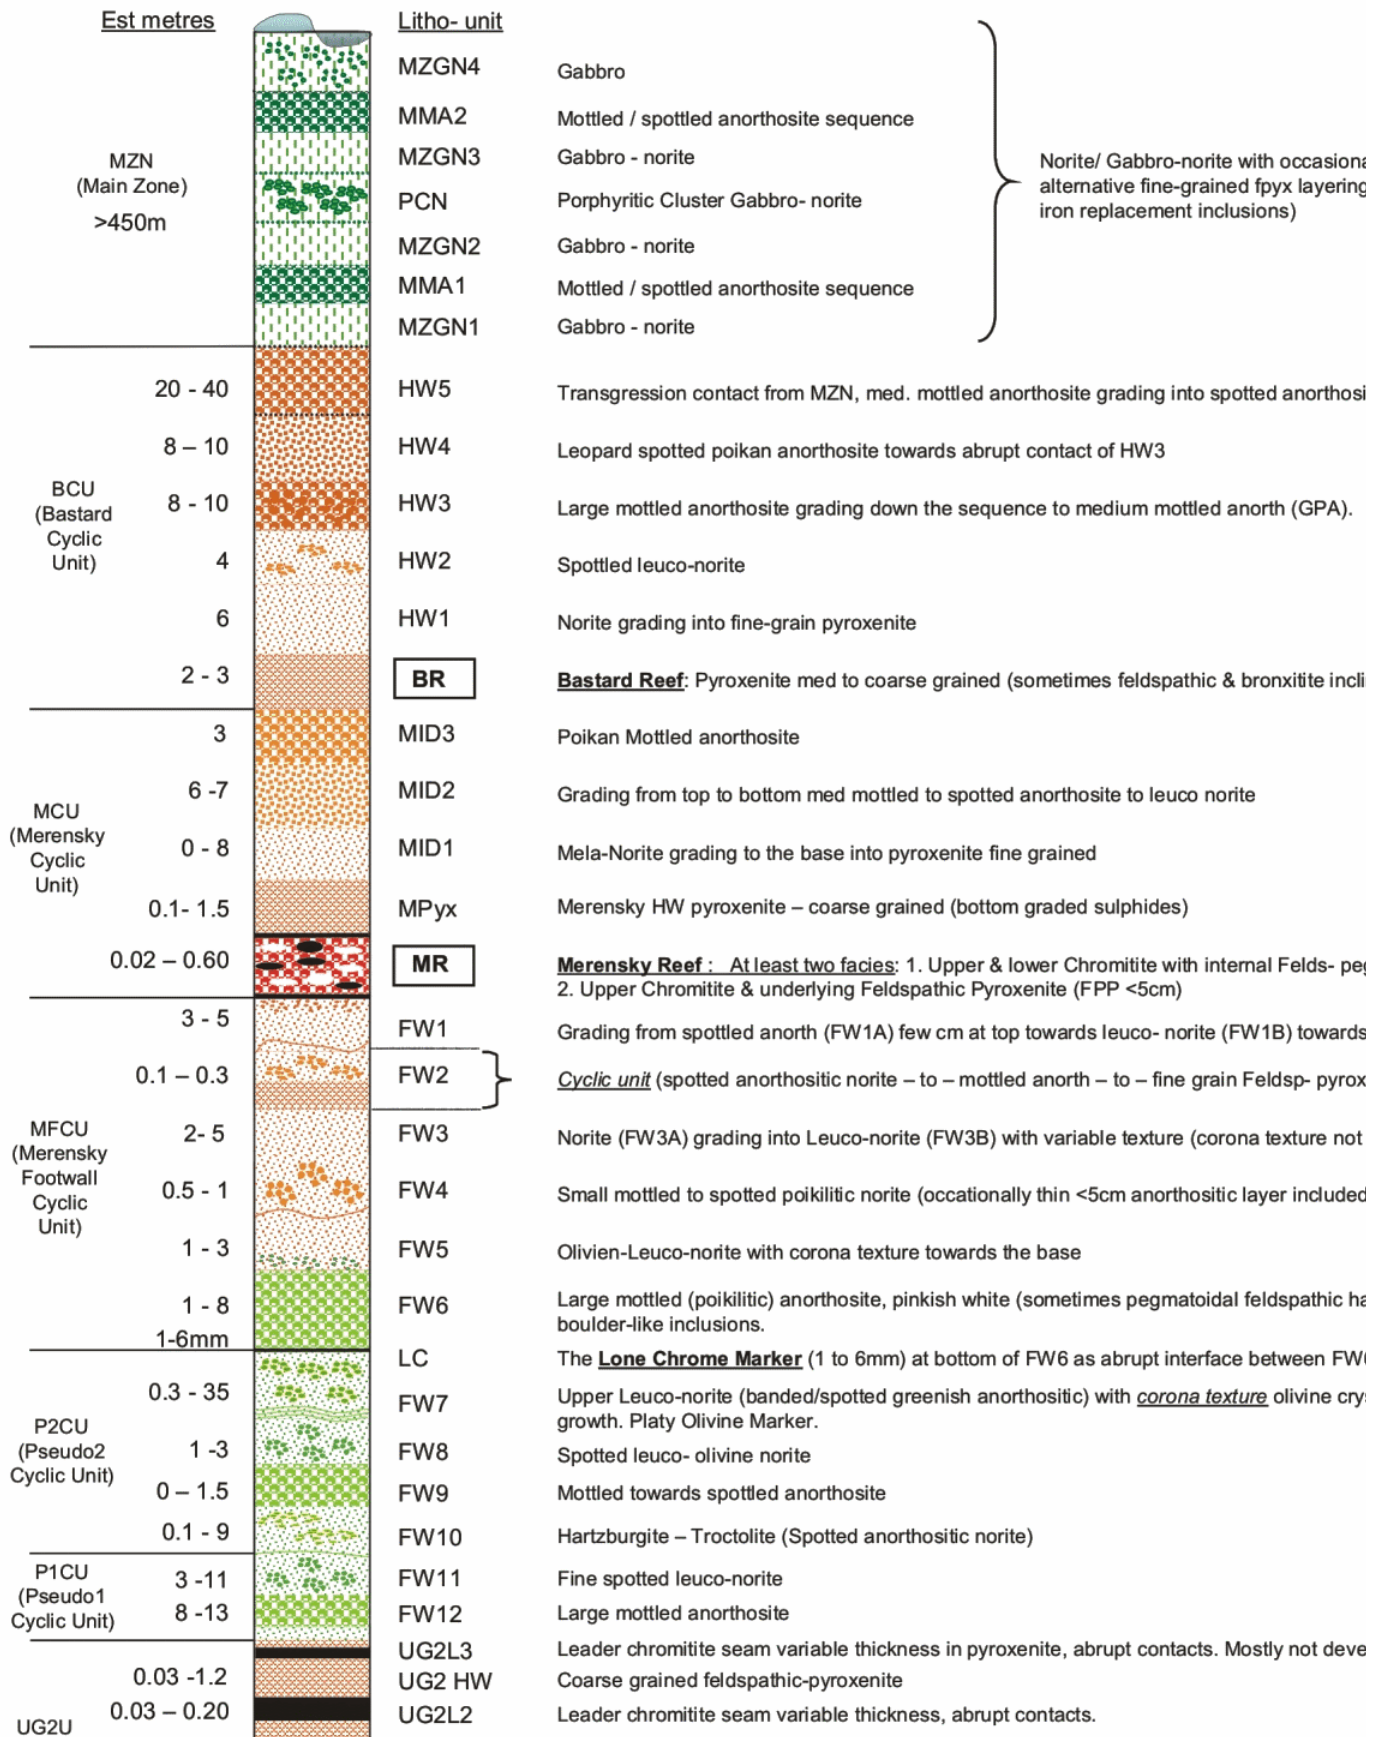 Est metres Litho- unit
MZGN4 Gabbro
MMA2 Mottled / spottled anorthosite sequence
MZGN3 Gabbro - norite
PCN Porphyritic Cluster Gabbro- norite
MZGN2 Gabbro - norite
MMA1 Mottled / spottled anorthosite sequence
MZGN1 Gabbro - norite
MZN
(Main Zone)
>450m
Norite/ Gabbro-norite with occasiona
alternative fine-grained fpyx layering
iron replacement inclusions)
BCU
(Bastard
Cyclic
Unit)
20 - 40 HW5 Transgression contact from MZN, med. mottled anorthosite grading into spotted anorthosi
8 – 10 HW4 Leopard spotted poikan anorthosite towards abrupt contact of HW3
8 - 10 HW3 Large mottled anorthosite grading down the sequence to medium mottled anorth (GPA).
4 HW2 Spottled leuco-norite
6 HW1 Norite grading into fine-grain pyroxenite
2 - 3 BR Bastard Reef: Pyroxenite med to coarse grained (sometimes feldspathic & bronxitite incli
MCU
(Merensky
Cyclic
Unit)
3 MID3 Poikan Mottled anorthosite
6 -7 MID2 Grading from top to bottom med mottled to spotted anorthosite to leuco norite
0 - 8 MID1 Mela-Norite grading to the base into pyroxenite fine grained
0.1- 1.5 MPyx Merensky HW pyroxenite – coarse grained (bottom graded sulphides)
0.02 – 0.60 MR Merensky Reef : At least two facies: 1. Upper & lower Chromitite with internal Felds- peg
2. Upper Chromitite & underlying Feldspathic Pyroxenite (FPP <5cm)
MFCU
(Merensky
Footwall
Cyclic
Unit)
3 - 5 FW1 Grading from spottled anorth (FW1A) few cm at top towards leuco- norite (FW1B) towards
0.1 – 0.3 FW2 Cyclic unit (spotted anorthositic norite – to – mottled anorth – to – fine grain Feldsp- pyrox
2- 5 FW3 Norite (FW3A) grading into Leuco-norite (FW3B) with variable texture (corona texture not
0.5 - 1 FW4 Small mottled to spotted poikilitic norite (occationally thin <5cm anorthositic layer included
1 - 3 FW5 Olivien-Leuco-norite with corona texture towards the base
1 - 8 FW6 Large mottled (poikilitic) anorthosite, pinkish white (sometimes pegmatoidal feldspathic ha
boulder-like inclusions.
1-6mm LC The Lone Chrome Marker (1 to 6mm) at bottom of FW6 as abrupt interface between FW6
P2CU
(Pseudo2
Cyclic Unit)
0.3 - 35 FW7 Upper Leuco-norite (banded/spotted greenish anorthositic) with corona texture olivine cry
growth. Platy Olivine Marker.
1 -3 FW8 Spotted leuco- olivine norite
0 – 1.5 FW9 Mottled towards spottled anorthosite
0.1 - 9 FW10 Hartzburgite – Troctolite (Spotted anorthositic norite)
P1CU
(Pseudo1
Cyclic Unit)
3 -11 FW11 Fine spotted leuco-norite
8 -13 FW12 Large mottled anorthosite
UG2L3 Leader chromitite seam variable thickness in pyroxenite, abrupt contacts. Mostly not deve
0.03 -1.2 UG2 HW Coarse grained feldspathic-pyroxenite
0.03 – 0.20 UG2L2 Leader chromitite seam variable thickness, abrupt contacts.
UG2U